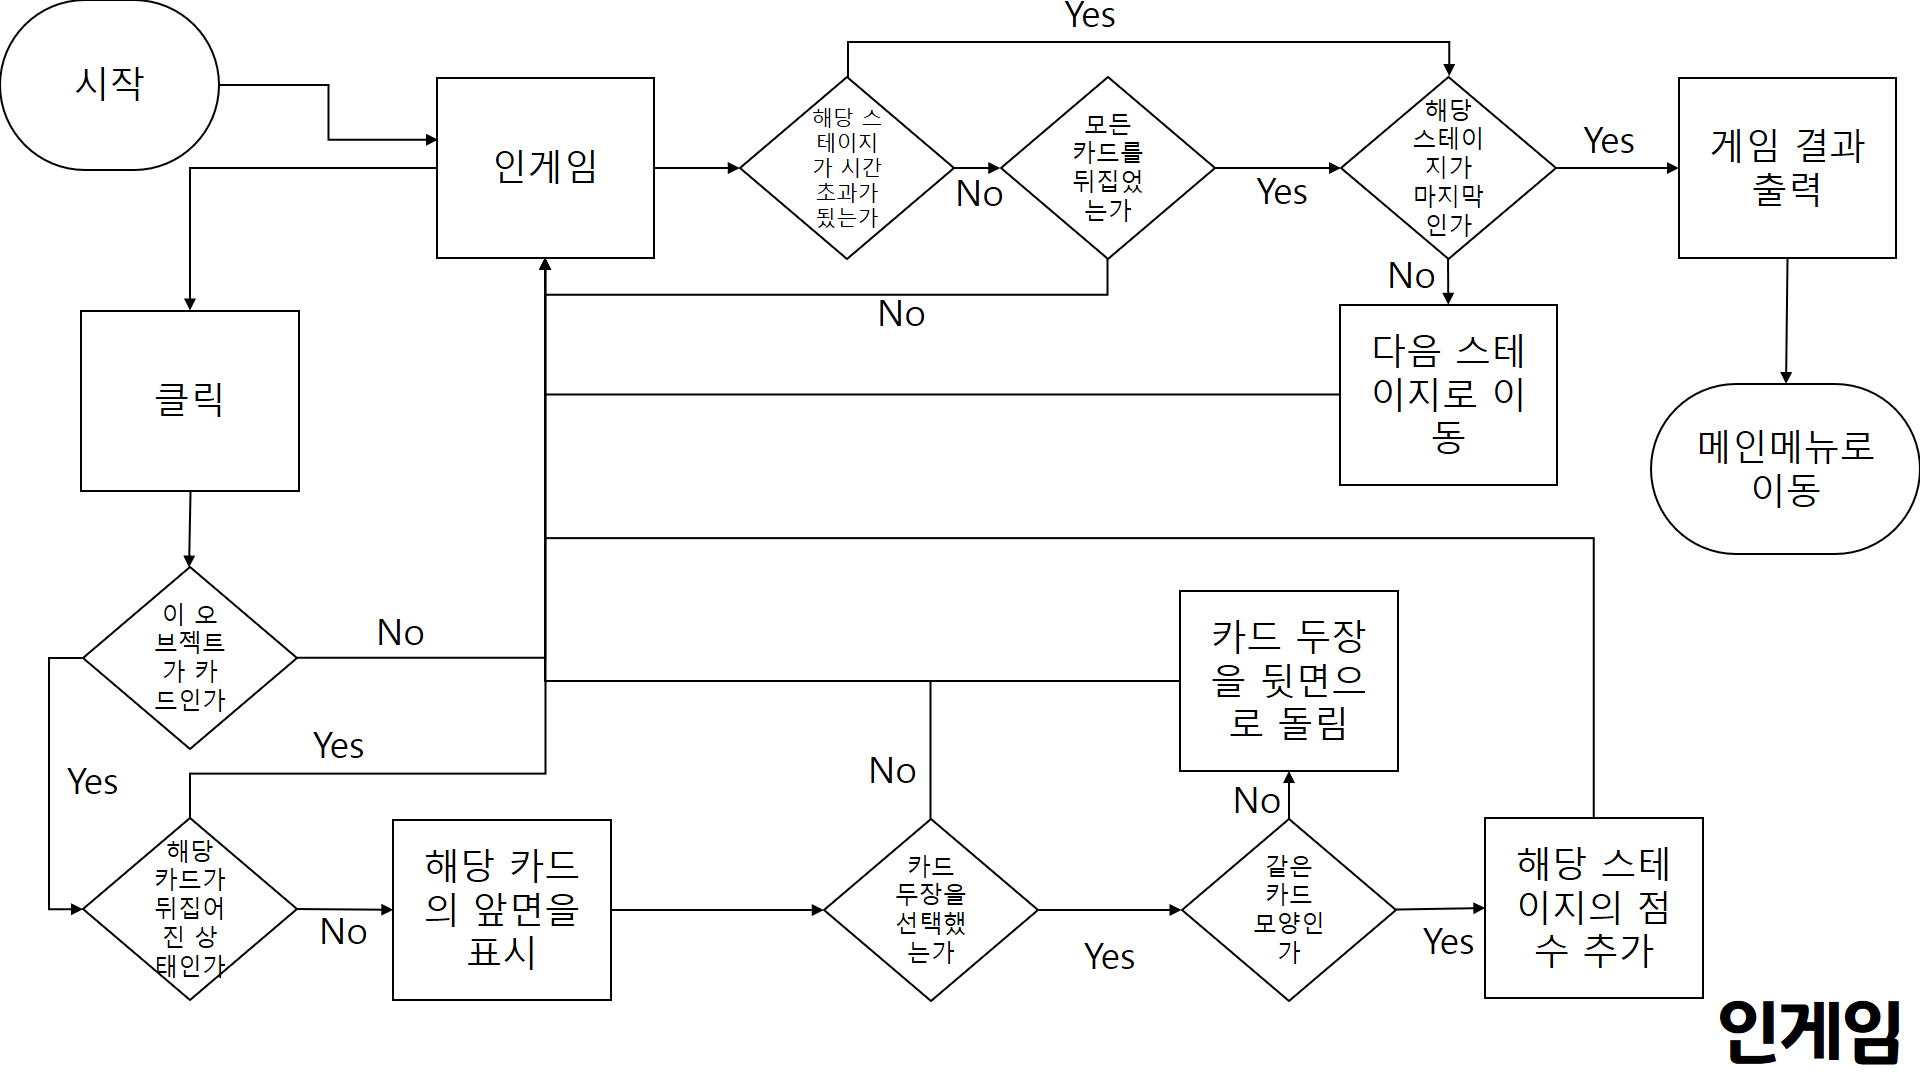 Yes
시작
인게임
해당 스
테이지
가 시간
초과가
됬는가
No
모든
카드를
뒤집었
는가
Yes
해당
스테이
지가
마지막
인가
Yes
게임 결과
출력
No
No
다음 스테
이지로 이
동
메인메뉴로
이동
클릭
이 오
브젝트
가 카
드인가
No
Yes
Yes
해당
카드가
뒤집어
진 상
태인가
No
해당 카드
의 앞면을
표시
No
카드
두장을
선택했
는가
Yes
카드 두장
을 뒷면으
로 돌림
No
같은
카드
모양인
가
Yes
해당 스테
이지의 점
수 추가
인게임